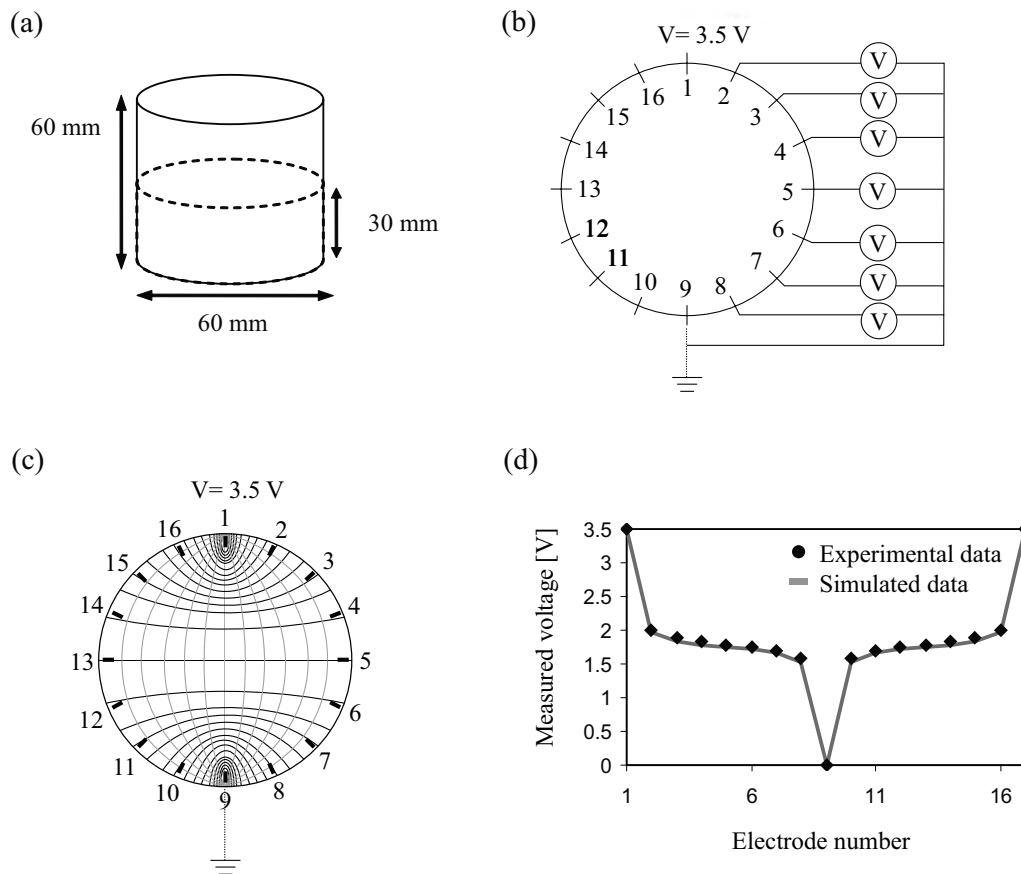 (a)
60 mm
30 mm
60 mm
(b)
V= 3.5 V
1
2
3
4
5
6
7
8
9
10
11
12
13
14
15
16
V
V
V
V
V
V
V
(c)
V= 3.5 V
1
2
3
4
5
6
7
8
9
10
11
12
13
14
15
16
(d)
Measured voltage [V]
3.5
3
2.5
2
1.5
1
0.5
0
Experimental data
Simulated data
1 6 11 16
Electrode number